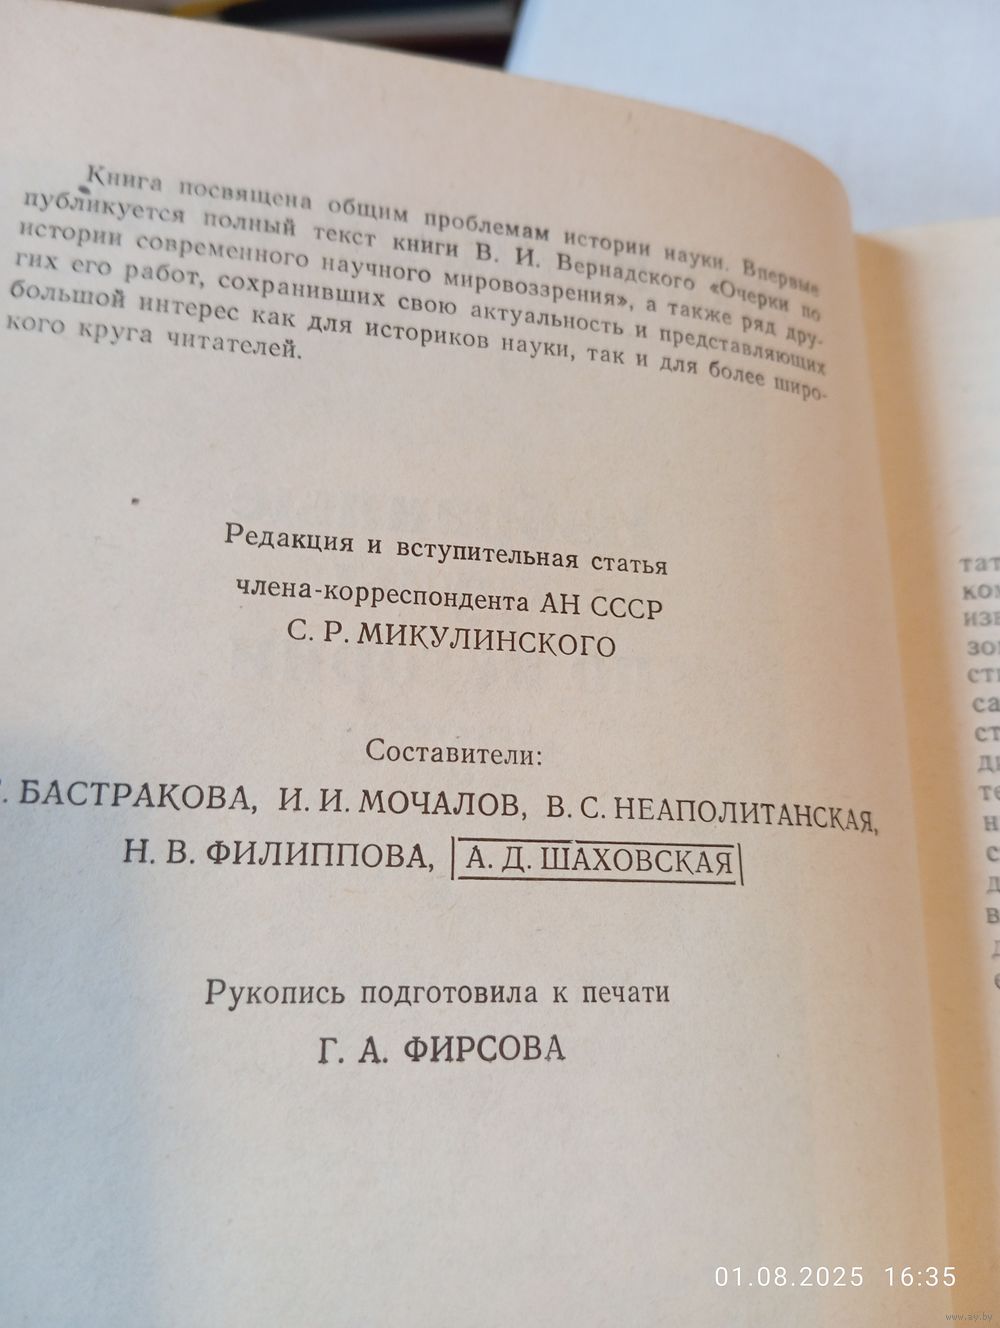 Книга посвящена общим проблемам истории науки. Впервые
публикуется полный текст книги В. И. Вернадского «Очерки по
истории современного научного мировоззрения», а также ряд дру-
гих его работ, сохранивших свою актуальность и представляющих
большой интерес как для историков науки, так и для более широ-
кого круга читателей.
Редакция и вступительная статья
члена-корреспондента АН СССР
С. Р. МИКУЛИНСКОГО
Составители:
. БАСТРАКОВА, И. И. МОЧАЛОВ, В. С. НЕАПОЛИТАНСКАЯ,
Н. В. ФИЛИППОВА, А. Д. ШАХОВСКАЯ
Рукопись подготовила к печати
Г. А. ФИРСОВА
01.08.2025 16:35
www.ay.by